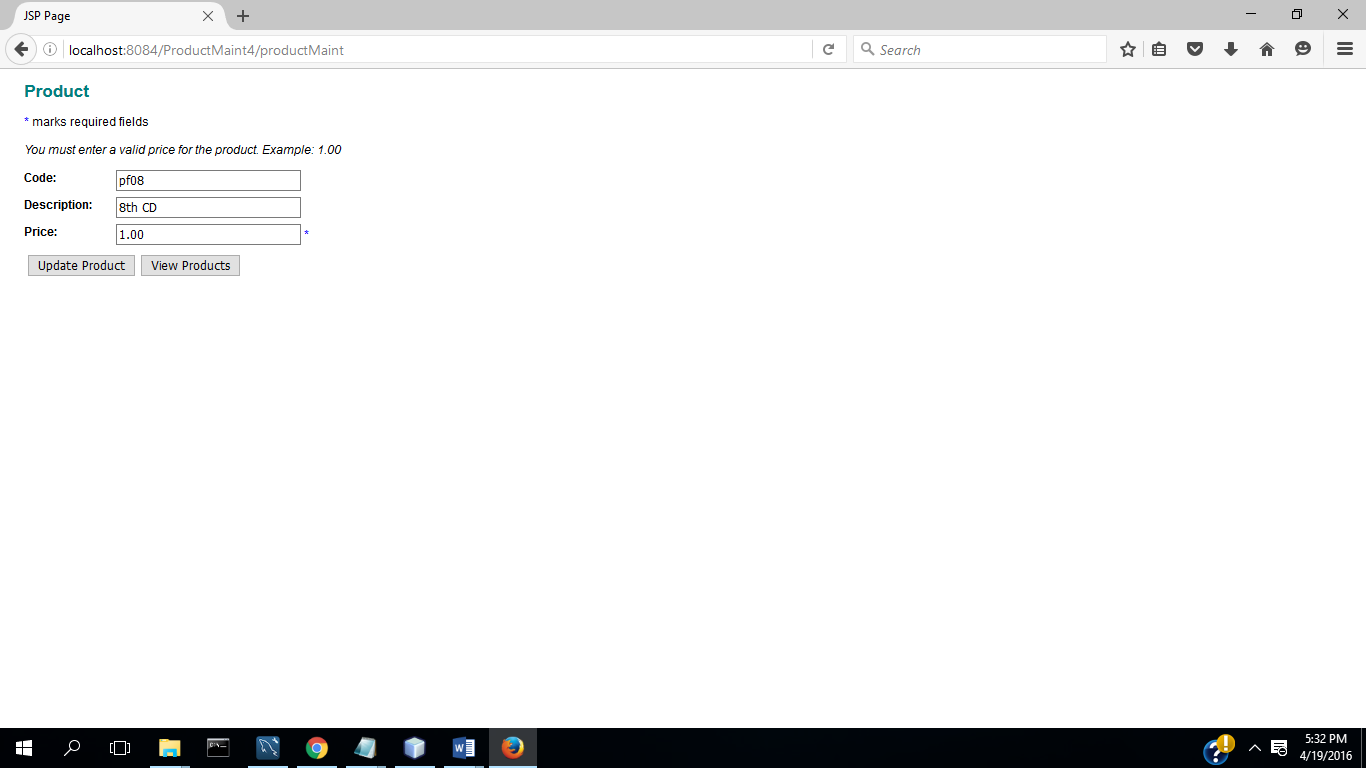 JSP Page
localhost:8084/ProductMaint4/productMaint
Search
Product
* marks required fields
You must enter a valid price for the product. Example: 1.00
Code: pf08
Description: 8th CD
Price: 1.00 *
Update Product View Products
5:32 PM
4/19/2016